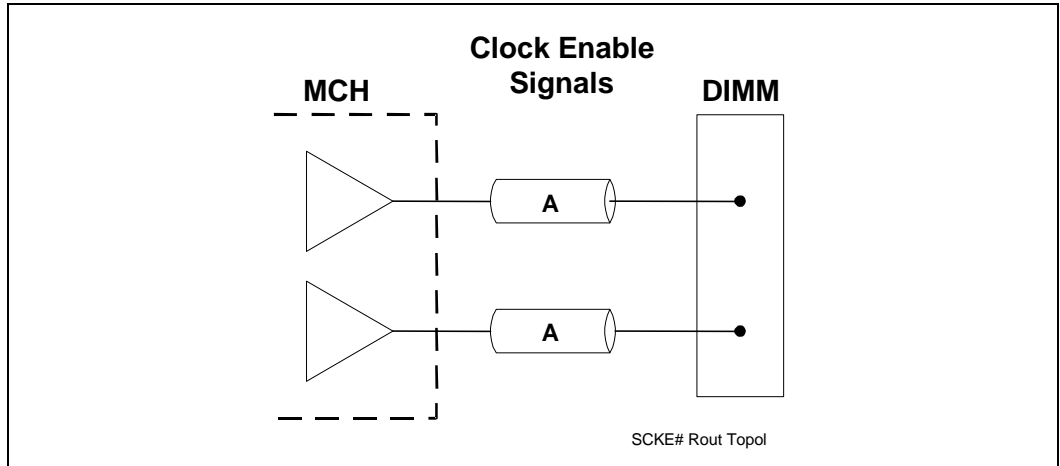 Clock Enable
Signals
MCH
DIMM
A
A
SCKE# Rout Topol